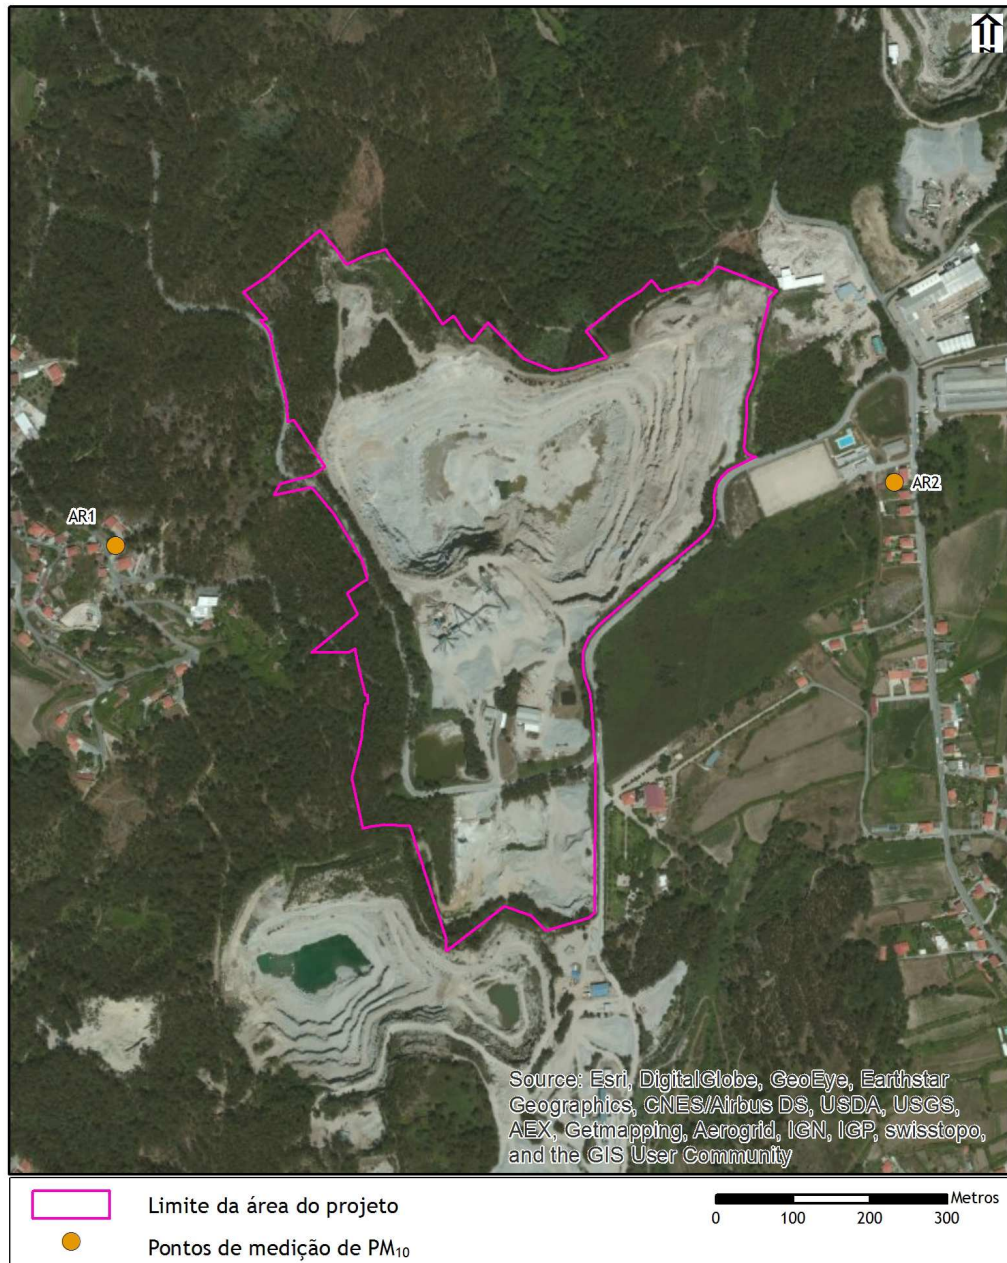 N
AR1
AR2
Source: Esri, DigitalGlobe, GeoEye, Earthstar
Geographics, CNES/Airbus DS, USDA, USGS,
AEX, Getmapping, Aerogrid, IGN, IGP, swisstopo,
and the GIS User Community
Limite da área do projeto
Pontos de medição de PM₁₀
Metros
0 100 200 300